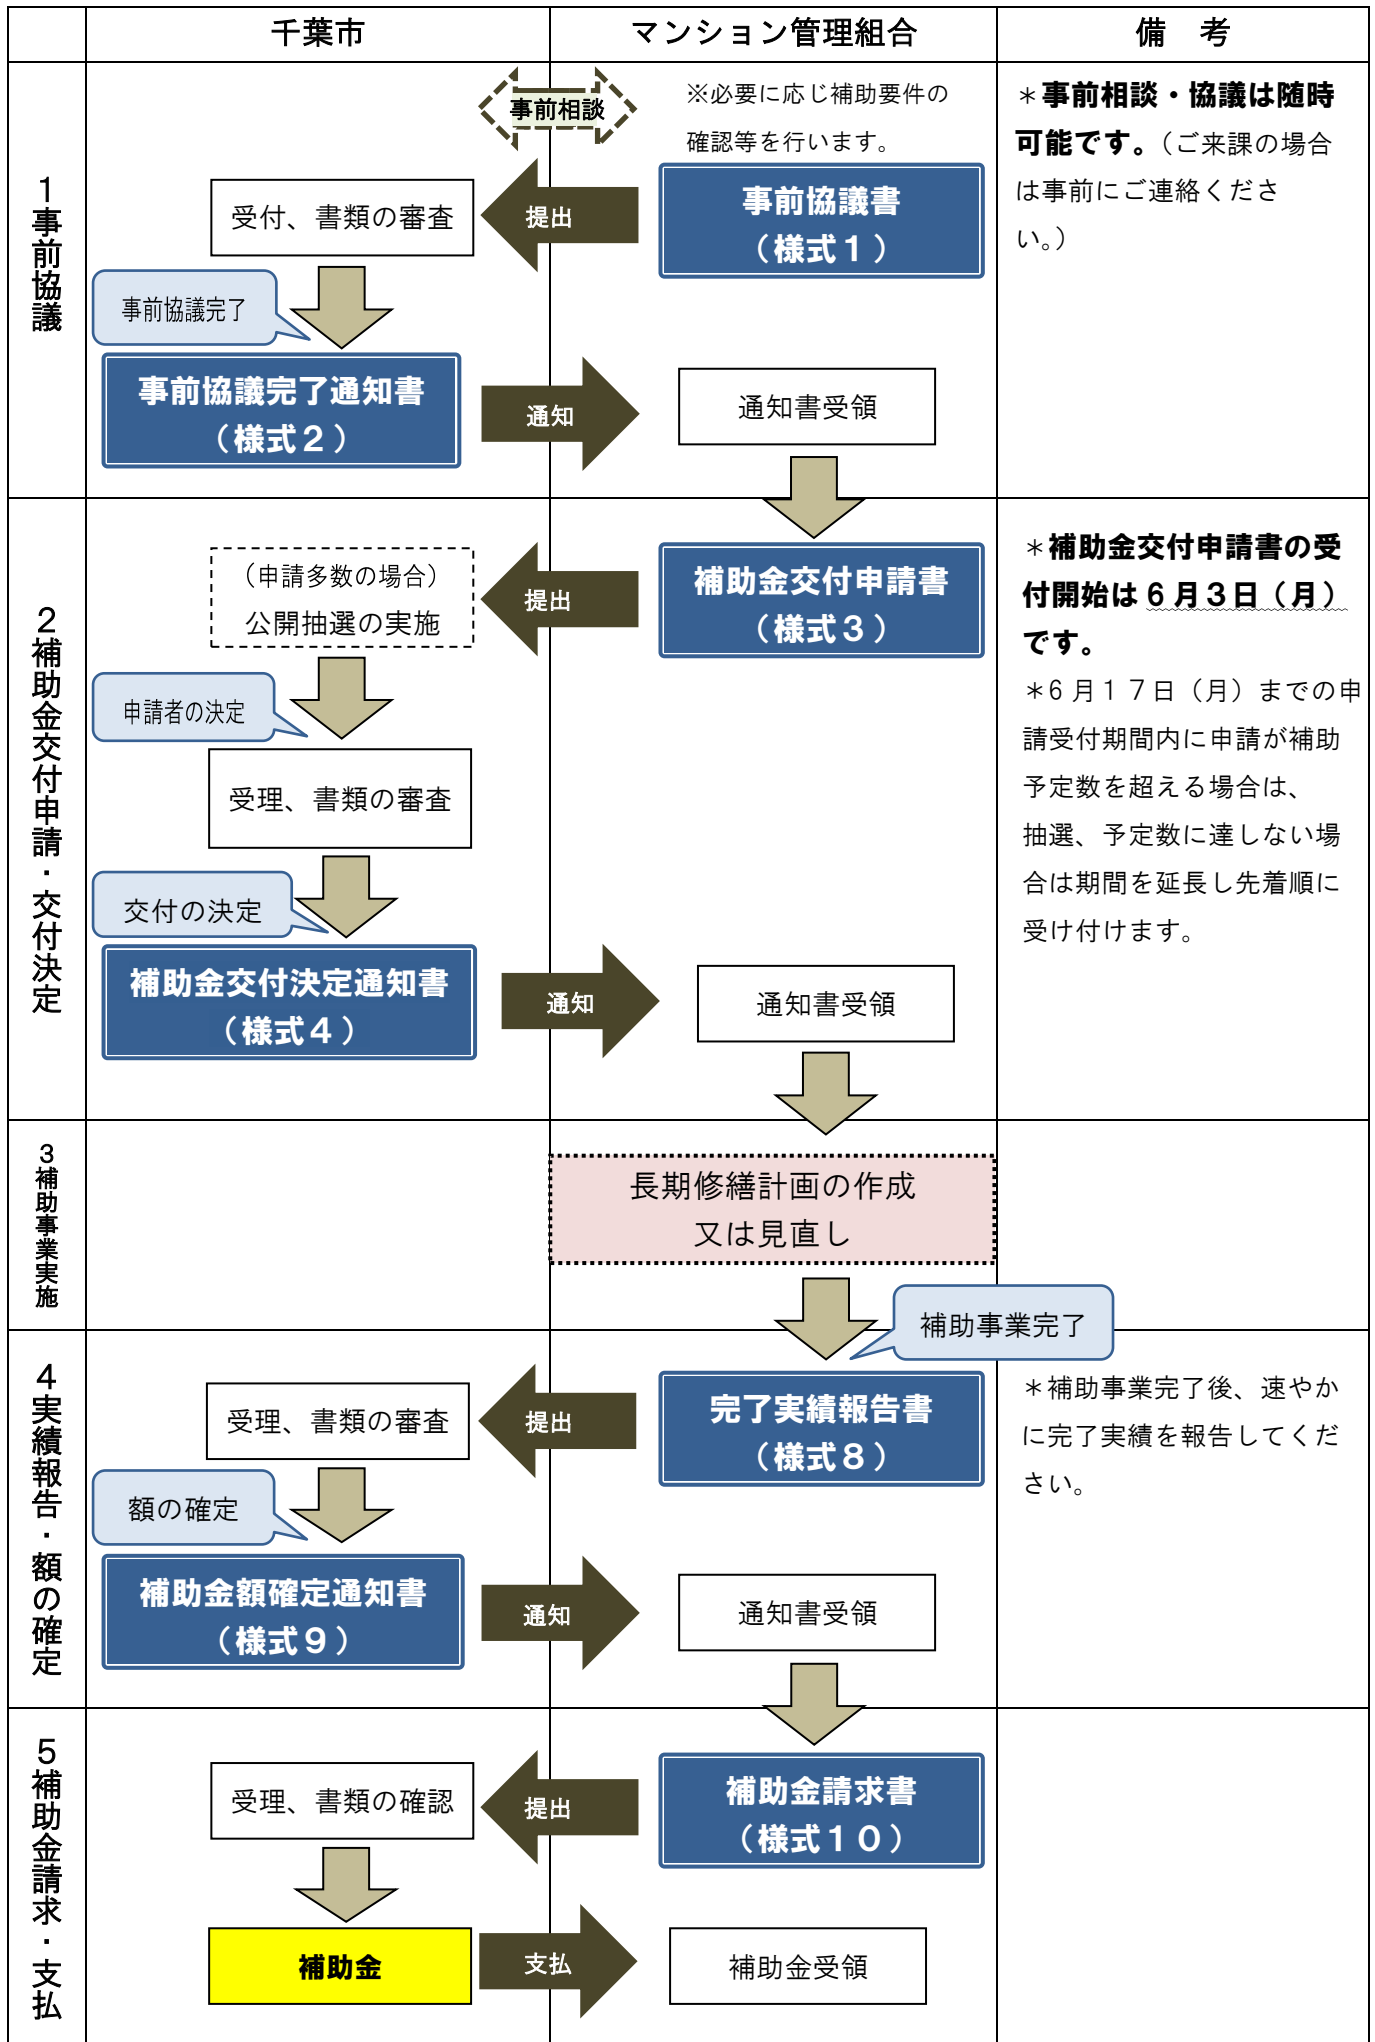 千葉市
マンション管理組合
備　考
1事前協議
事前相談
※必要に応じ補助要件の
確認等を行います。
＊事前相談・協議は随時
可能です。（ご来課の場合
は事前にご連絡くださ
い。）
事前協議書
（様式１）
提出
受付、書類の審査
事前協議完了
事前協議完了通知書
（様式２）
通知
通知書受領
2補助金交付申請・交付決定
補助金交付申請書
（様式３）
提出
（申請多数の場合）
公開抽選の実施
申請者の決定
受理、書類の審査
交付の決定
補助金交付決定通知書
（様式４）
通知
通知書受領
＊補助金交付申請書の受
付開始は６月３日（月）
です。
＊６月１７日（月）までの申
請受付期間内に申請が補助
予定数を超える場合は、
抽選、予定数に達しない場
合は期間を延長し先着順に
受け付けます。
3補助事業実施
長期修繕計画の作成
又は見直し
補助事業完了
4実績報告・額の確定
完了実績報告書
（様式８）
提出
受理、書類の審査
額の確定
補助金額確定通知書
（様式９）
通知
通知書受領
＊補助事業完了後、速やか
に完了実績を報告してくだ
さい。
5補助金請求・支払
補助金請求書
（様式１０）
提出
受理、書類の確認
補助金
支払
補助金受領